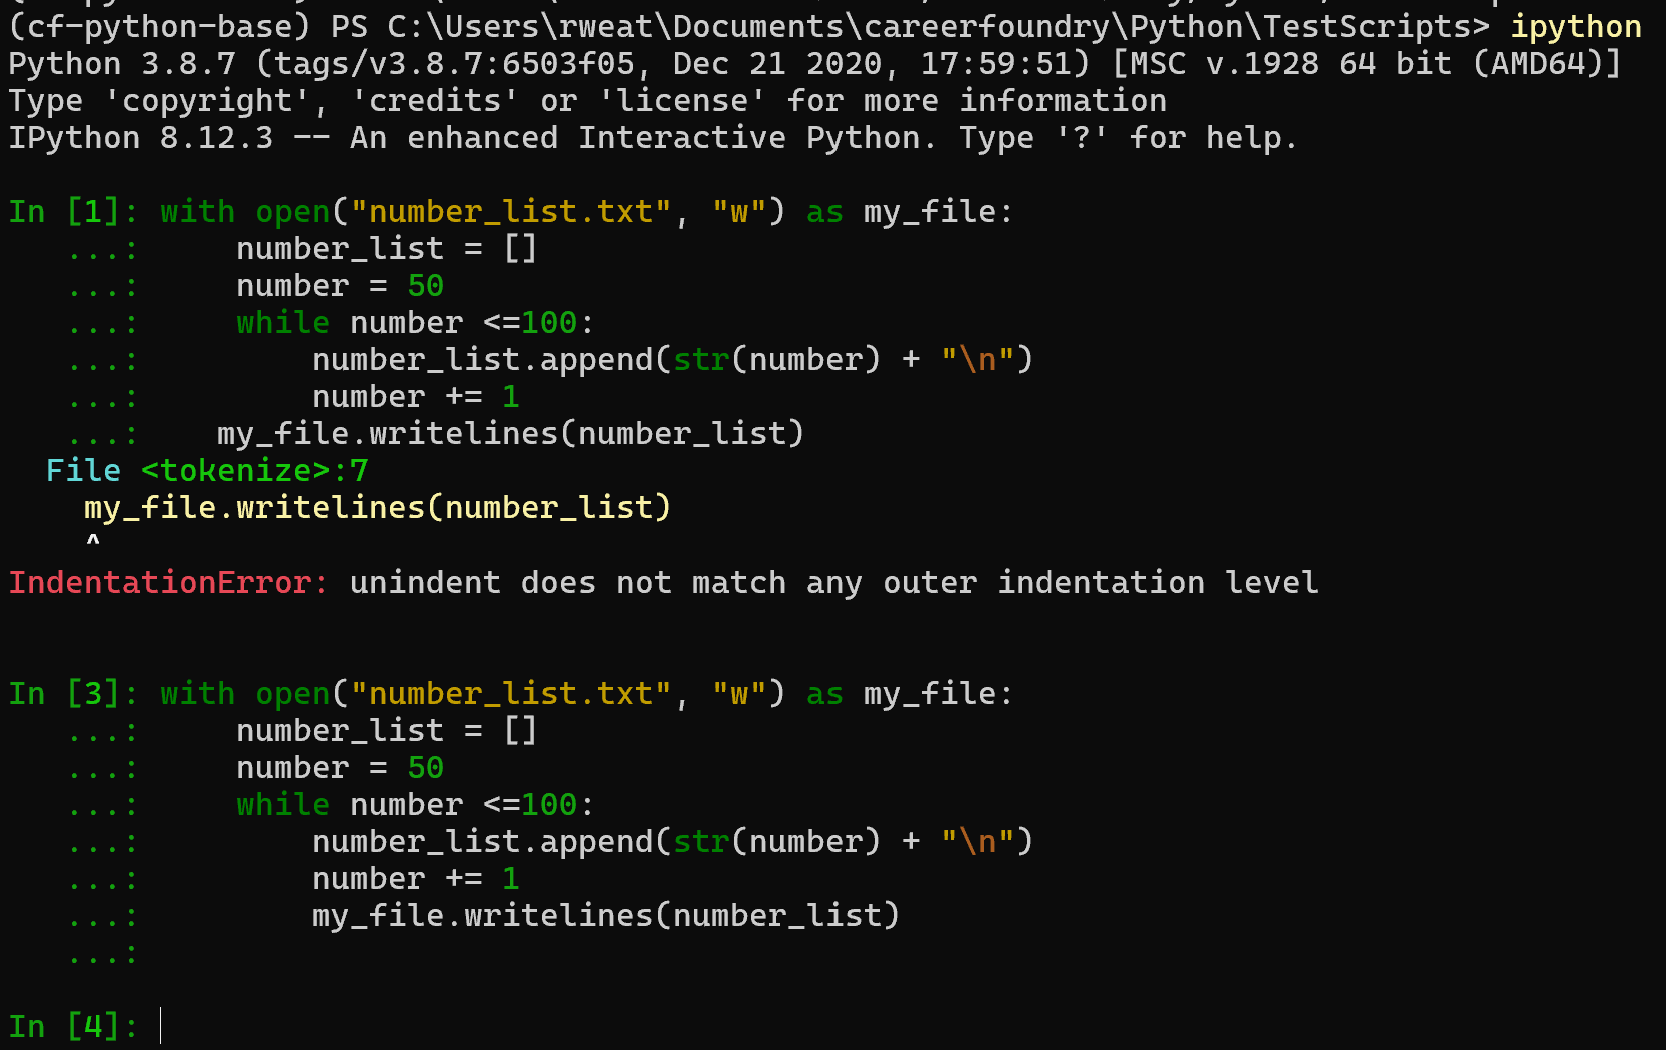 (cf-python-base) PS C:\Users\rweat\Documents\careerfoundry\Python\TestScripts> ipython
Python 3.8.7 (tags/v3.8.7:6503f05, Dec 21 2020, 17:59:51) [MSC v.1928 64 bit (AMD64)]
Type 'copyright', 'credits' or 'license' for more information
IPython 8.12.3 -- An enhanced Interactive Python. Type '?' for help.

In [1]: with open("number_list.txt", "w") as my_file:
   ...:     number_list = []
   ...:     number = 50
   ...:     while number <=100:
   ...:         number_list.append(str(number) + "\n")
   ...:         number += 1
   ...:    my_file.writelines(number_list)
  File <tokenize>:7
    my_file.writelines(number_list)
    ^
IndentationError: unindent does not match any outer indentation level

In [3]: with open("number_list.txt", "w") as my_file:
   ...:     number_list = []
   ...:     number = 50
   ...:     while number <=100:
   ...:         number_list.append(str(number) + "\n")
   ...:         number += 1
   ...:         my_file.writelines(number_list)
   ...:

In [4]: